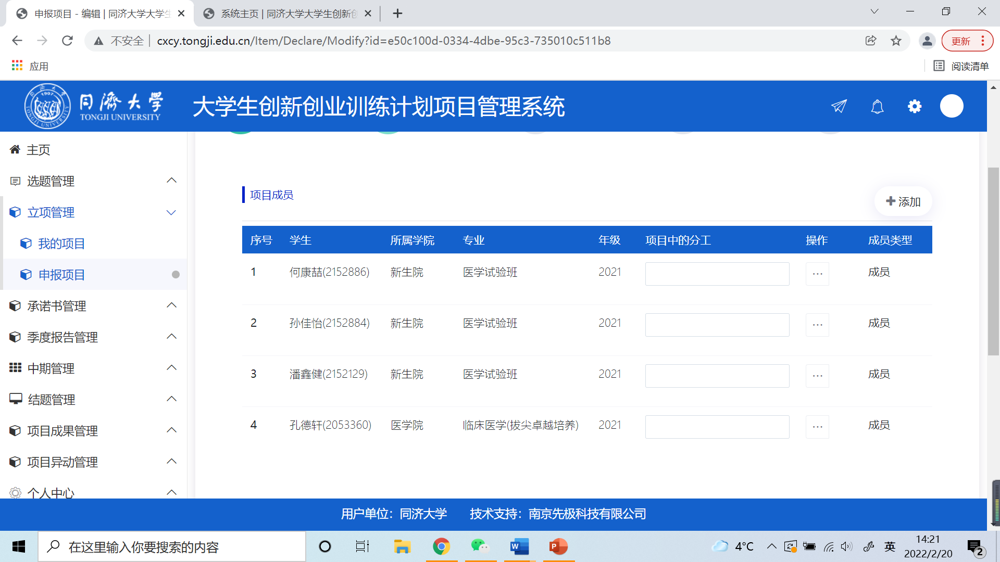 申报项目 - 编辑 | 同济大学大学生
系统主页 | 同济大学大学生创新创
不安全 | cxcy.tongji.edu.cn/Item/Declare/Modify?id=e50c100d-0334-4dbe-95c3-735010c511b8
更新
应用
阅读清单
1907
TONGJI UNIVERSITY
同濟大學
TONGJI UNIVERSITY
大学生创新创业训练计划项目管理系统
主页
选题管理
立项管理
我的项目
申报项目
承诺书管理
季度报告管理
中期管理
结题管理
项目成果管理
项目异动管理
个人中心
项目成员
添加
序号 学生 所属学院 专业 年级 项目中的分工 操作 成员类型
1 何康喆(2152886) 新生院 医学试验班 2021 ... 成员
2 孙佳怡(2152884) 新生院 医学试验班 2021 ... 成员
3 潘鑫健(2152129) 新生院 医学试验班 2021 ... 成员
4 孔德轩(2053360) 医学院 临床医学(拔尖卓越培养) 2021 ... 成员
用户单位：同济大学 技术支持：南京先极科技有限公司
在这里输入你要搜索的内容
W
P
4°C
英
14:21
2022/2/20
2